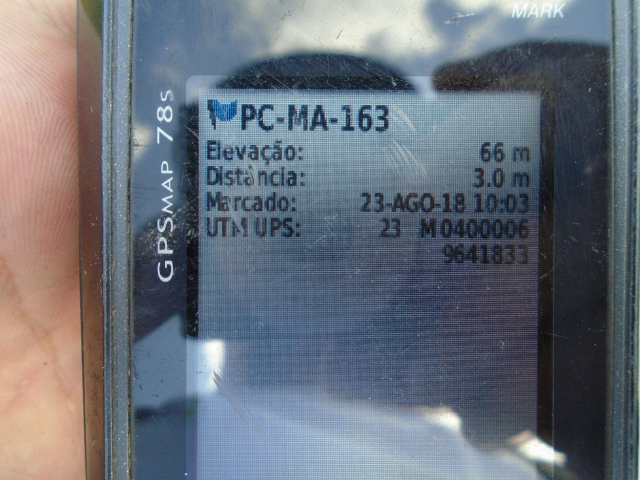 MARK
GPSMAP 78s
PC-MA-163
Elevação: 66 m
Distância: 3.0 m
Marcado: 23-AGO-18 10:03
UTM UPS: 23 M 0400006
9641833